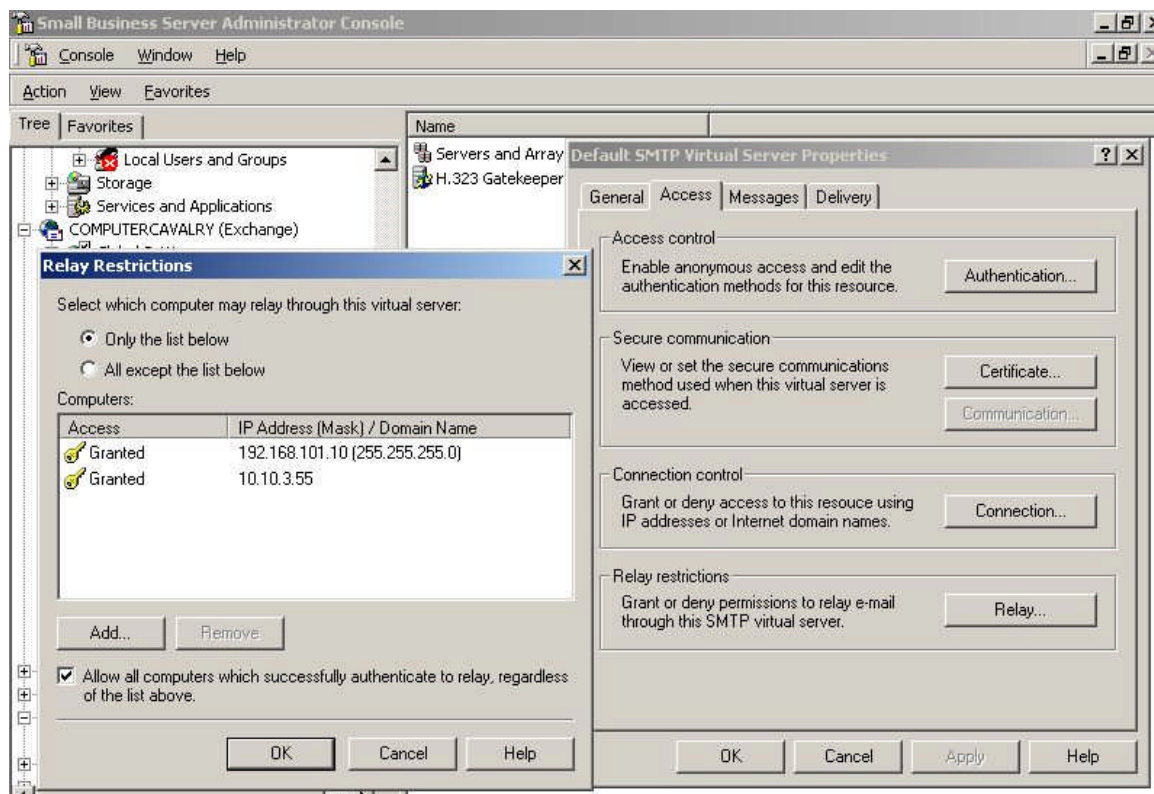 Small Business Server Administrator Console
Console Window Help
Action View Favorites
Tree Favorites
Name
Local Users and Groups
Storage
Services and Applications
COMPUTERCAVALRY (Exchange)
Servers and Array
H.323 Gatekeeper
Default SMTP Virtual Server Properties
General Access Messages Delivery
Access control
Enable anonymous access and edit the
authentication methods for this resource.
Authentication...
Secure communication
View or set the secure communications
method used when this virtual server is
accessed.
Certificate...
Communication...
Connection control
Grant or deny access to this resouce using
IP addresses or Internet domain names.
Connection...
Relay restrictions
Grant or deny permissions to relay e-mail
through this SMTP virtual server.
Relay...
OK Cancel Apply Help
Relay Restrictions
Select which computer may relay through this virtual server:
Only the list below
All except the list below
Computers:
Access IP Address (Mask) / Domain Name
Granted 192.168.101.10 (255.255.255.0)
Granted 10.10.3.55
Add... Remove
Allow all computers which successfully authenticate to relay, regardless
of the list above.
OK Cancel Help